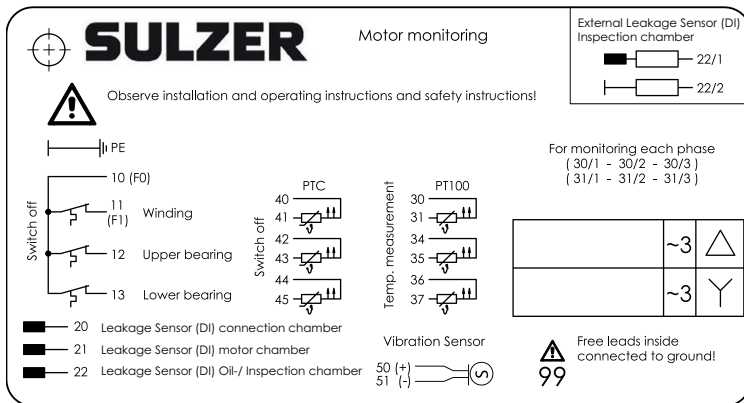 SULZER
Motor monitoring
External Leakage Sensor (DI)
Inspection chamber
22/1
22/2
Observe installation and operating instructions and safety instructions!
PE
For monitoring each phase
( 30/1 - 30/2 - 30/3 )
( 31/1 - 31/2 - 31/3 )
Switch off
10 (F0)
11
(F1)
Winding
12 Upper bearing
13 Lower bearing
Switch off
PTC
40
41
42
43
44
45
Temp. measurement
PT100
30
31
34
35
36
37
~3
~3
20 Leakage Sensor (DI) connection chamber
21 Leakage Sensor (DI) motor chamber
22 Leakage Sensor (DI) Oil-/ Inspection chamber
Vibration Sensor
50 (+)
51 (-)
S
Free leads inside
connected to ground!
99